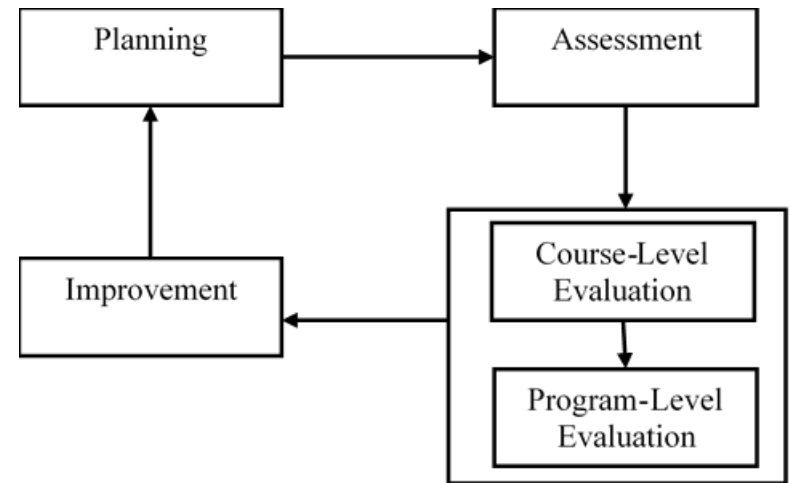 Planning
Assessment
Course-Level
Evaluation
Improvement
Program-Level
Evaluation